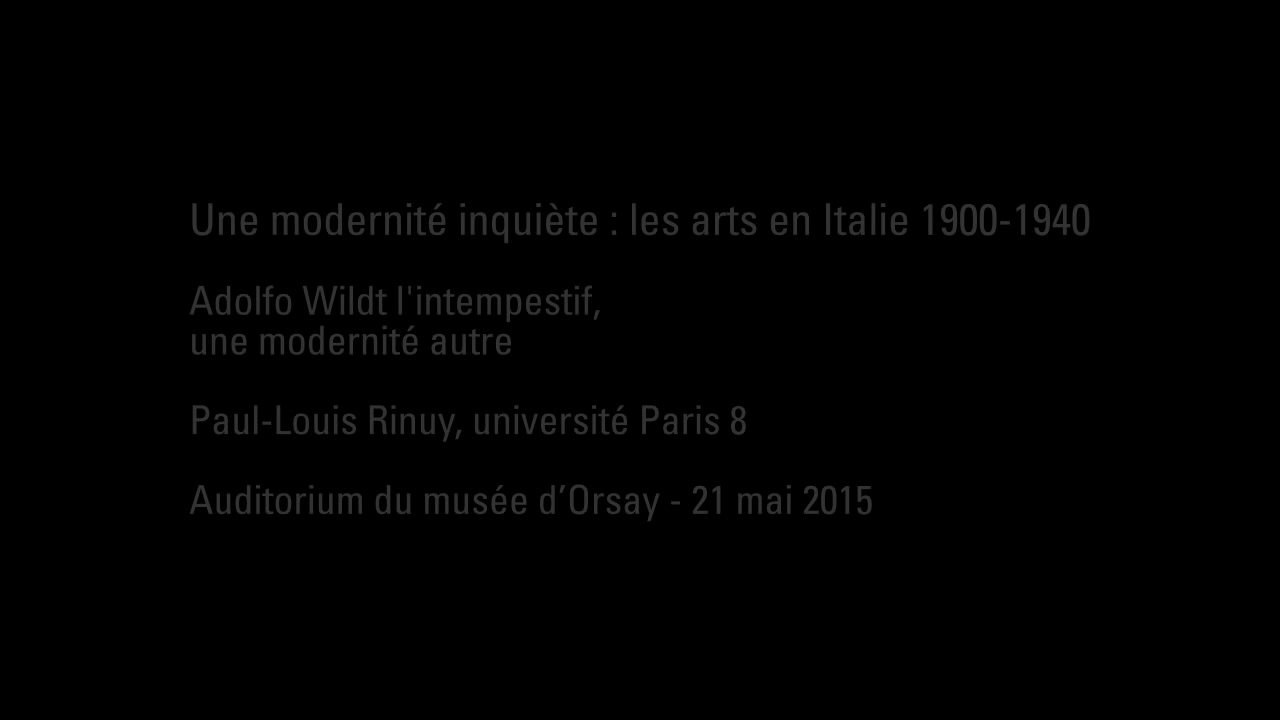 Une modernité inquiète : les arts en Italie 1900-1940
Adolfo Wildt l'intempestif,
une modernité autre
Paul-Louis Rinuy, université Paris 8
Auditorium du musée d’Orsay - 21 mai 2015